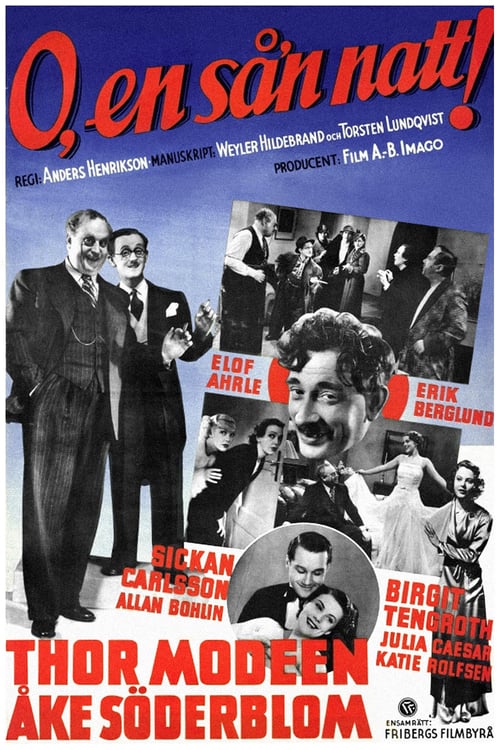 O, en så'n natt!
REGI: ANDERS HENRIKSON · MANUSKRIPT: WEYLER HILDEBRAND OCH TORSTEN LUNDQVIST
PRODUCENT: FILM A.-B. IMAGO
ELOF
AHRLE
ERIK
BERGLUND
SICKAN
CARLSSON
ALLAN BOHLIN
BIRGIT
TENGROTH
JULIA CAESAR
KATIE ROLFSEN
THOR MODEEN
ÅKE SÖDERBLOM
ENSAMRÄTT:
FRIBERGS FILMBYRÅ